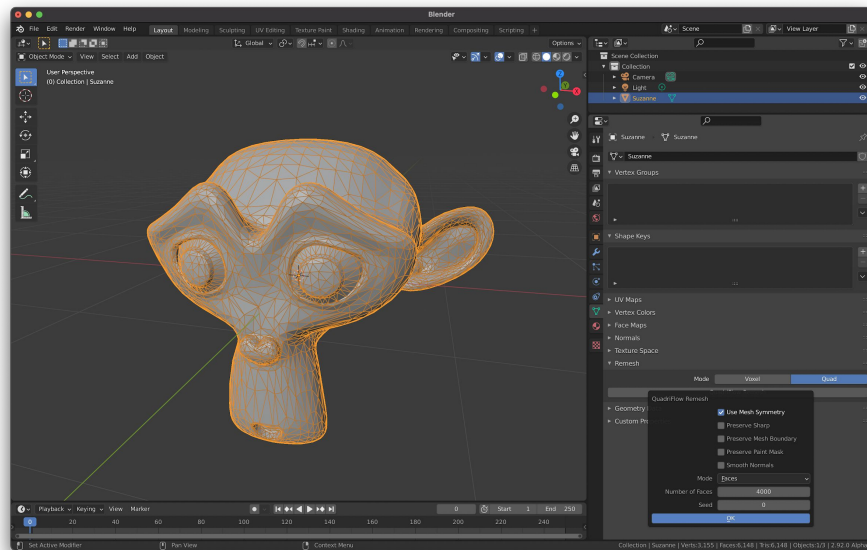 Blender
File Edit Render Window Help
Layout Modeling Sculpting UV Editing Texture Paint Shading Animation Rendering Compositing Scripting +
Scene
View Layer
Global
Options
Object Mode View Select Add Object
User Perspective
(0) Collection | Suzanne
Z
Y
X
Scene Collection
Collection
Camera
Light
Suzanne
Suzanne Suzanne
Suzanne
Vertex Groups
Shape Keys
UV Maps
Vertex Colors
Face Maps
Normals
Texture Space
Remesh
Mode Voxel Quad
Geometry
Custom Pro
QuadriFlow Remesh
Use Mesh Symmetry
Preserve Sharp
Preserve Mesh Boundary
Preserve Paint Mask
Smooth Normals
Mode Faces
Number of Faces 4000
Seed 0
OK
Playback Keying View Marker
0 Start 1 End 250
0 20 40 60 80 100 120 140 160 180 200 220 240
Set Active Modifier
Pan View
Context Menu
Collection | Suzanne | Verts:3,155 | Faces:6,148 | Tris:6,148 | Objects:1/3 | 2.92.0 Alpha